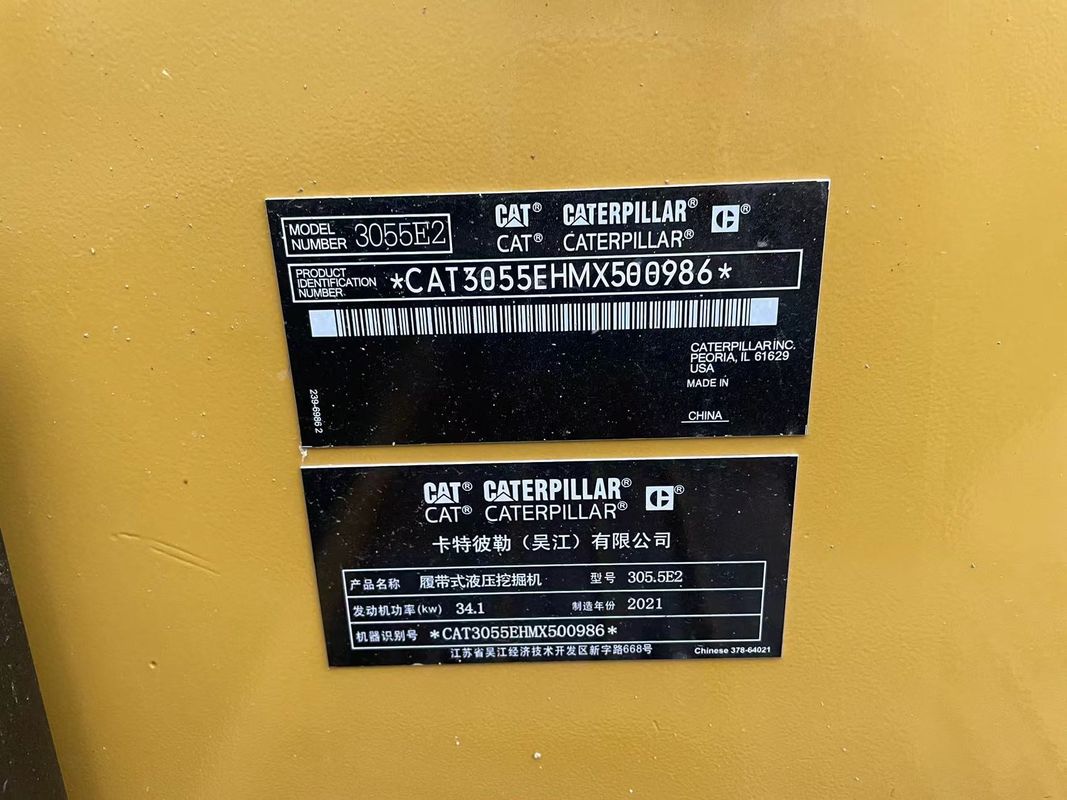 MODEL NUMBER 3055E2
CAT® CATERPILLAR® C®
CAT® CATERPILLAR®
PRODUCT IDENTIFICATION NUMBER *CAT3055EHMX500986*
CATERPILLAR INC.
PEORIA, IL 61629
USA
MADE IN
CHINA
239-6986 2
CAT® CATERPILLAR® C®
CAT® CATERPILLAR®
卡特彼勒（吴江）有限公司
产品名称 履带式液压挖掘机 型号 305.5E2
发动机功率(kw) 34.1 制造年份 2021
机器识别号 *CAT3055EHMX500986*
江苏省吴江经济技术开发区新字路668号 Chinese 378-64021